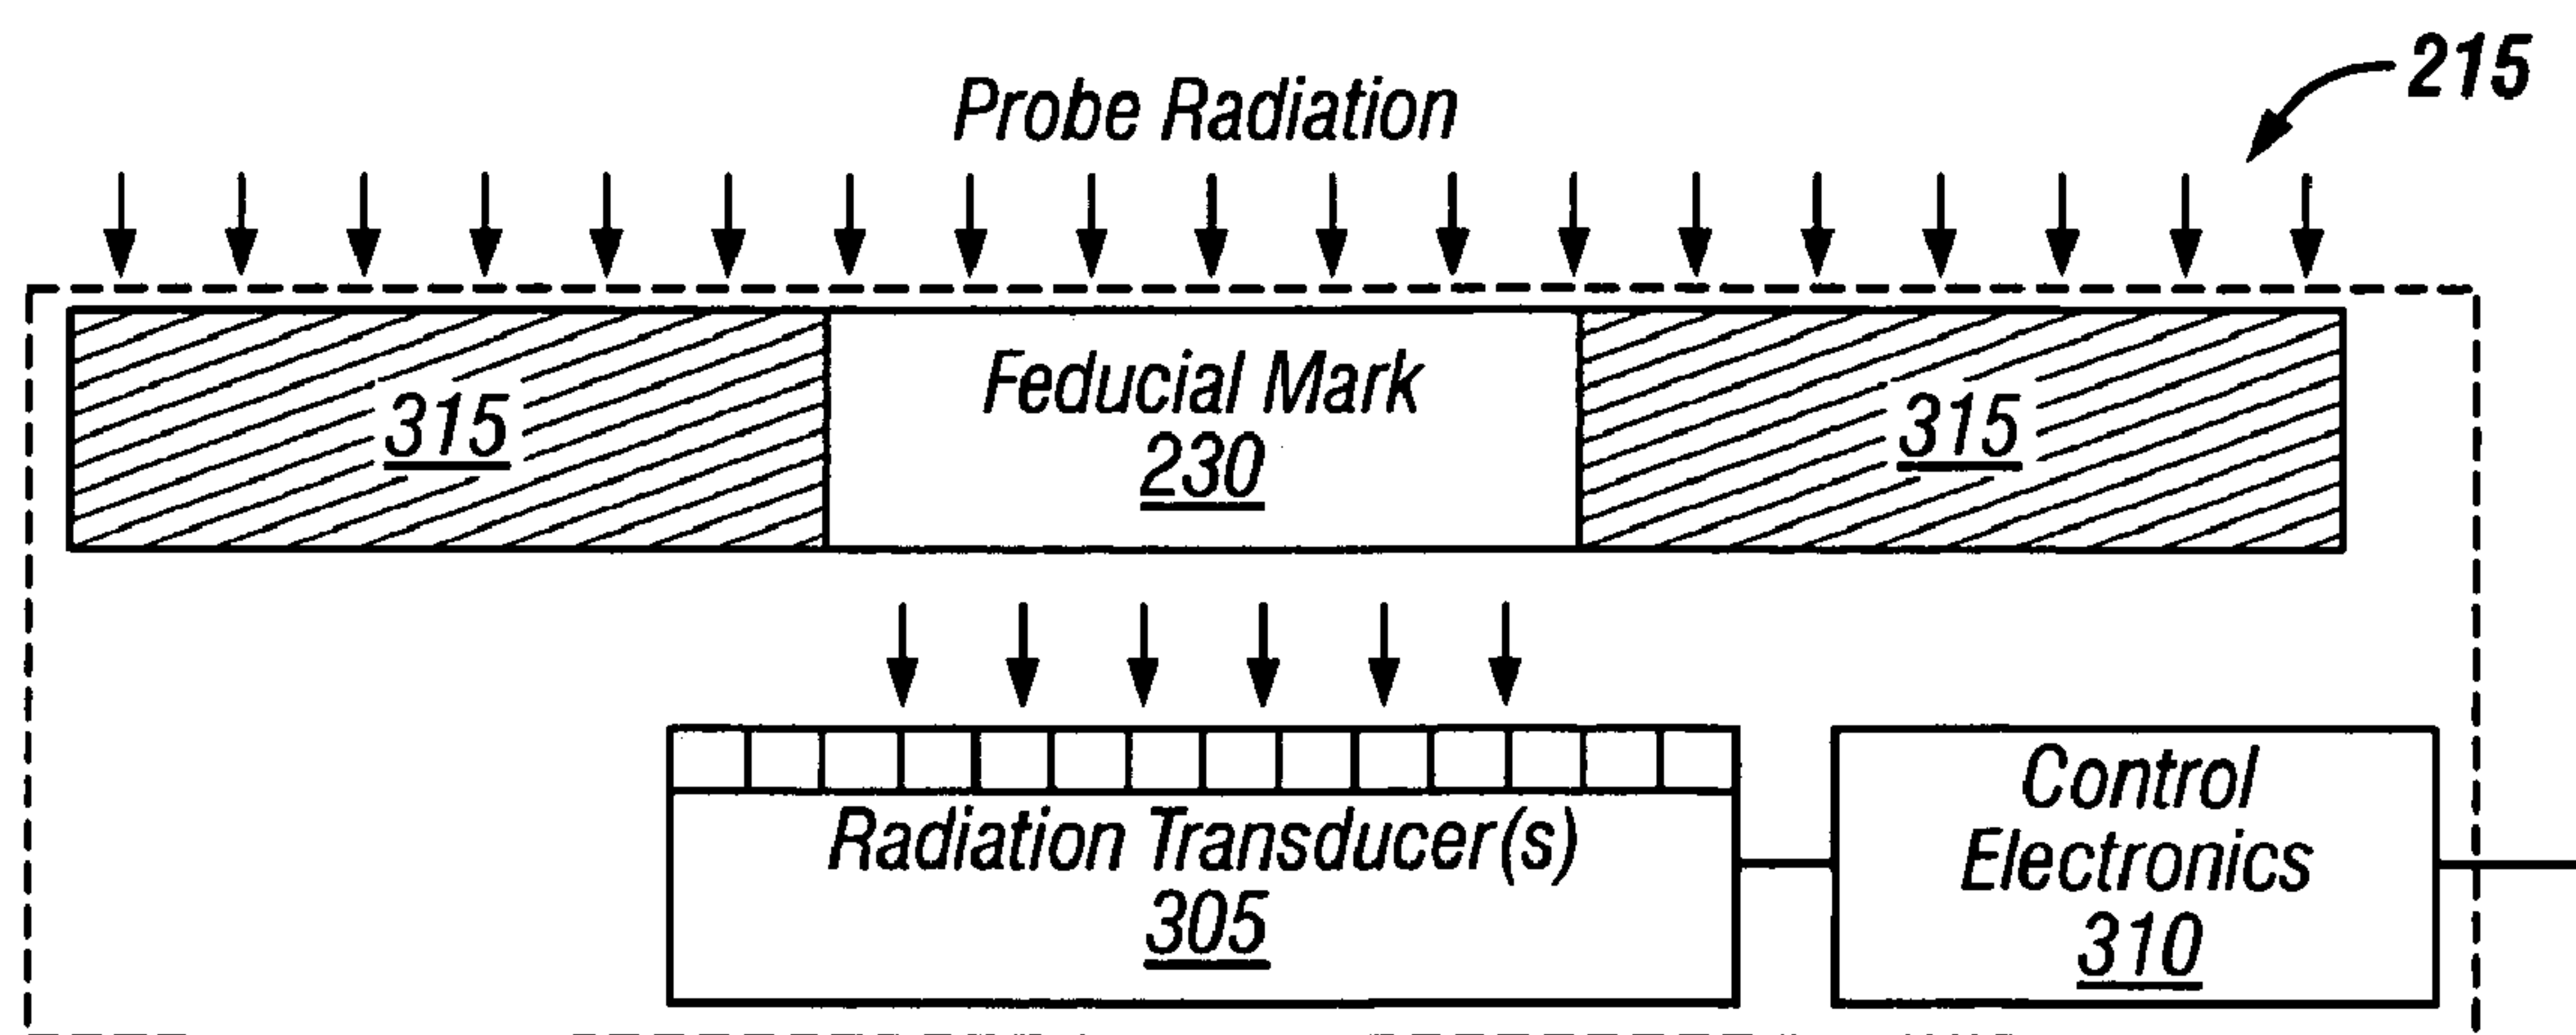 215
Probe Radiation
315
Feducial Mark
230
315
Radiation Transducer(s)
305
Control
Electronics
310